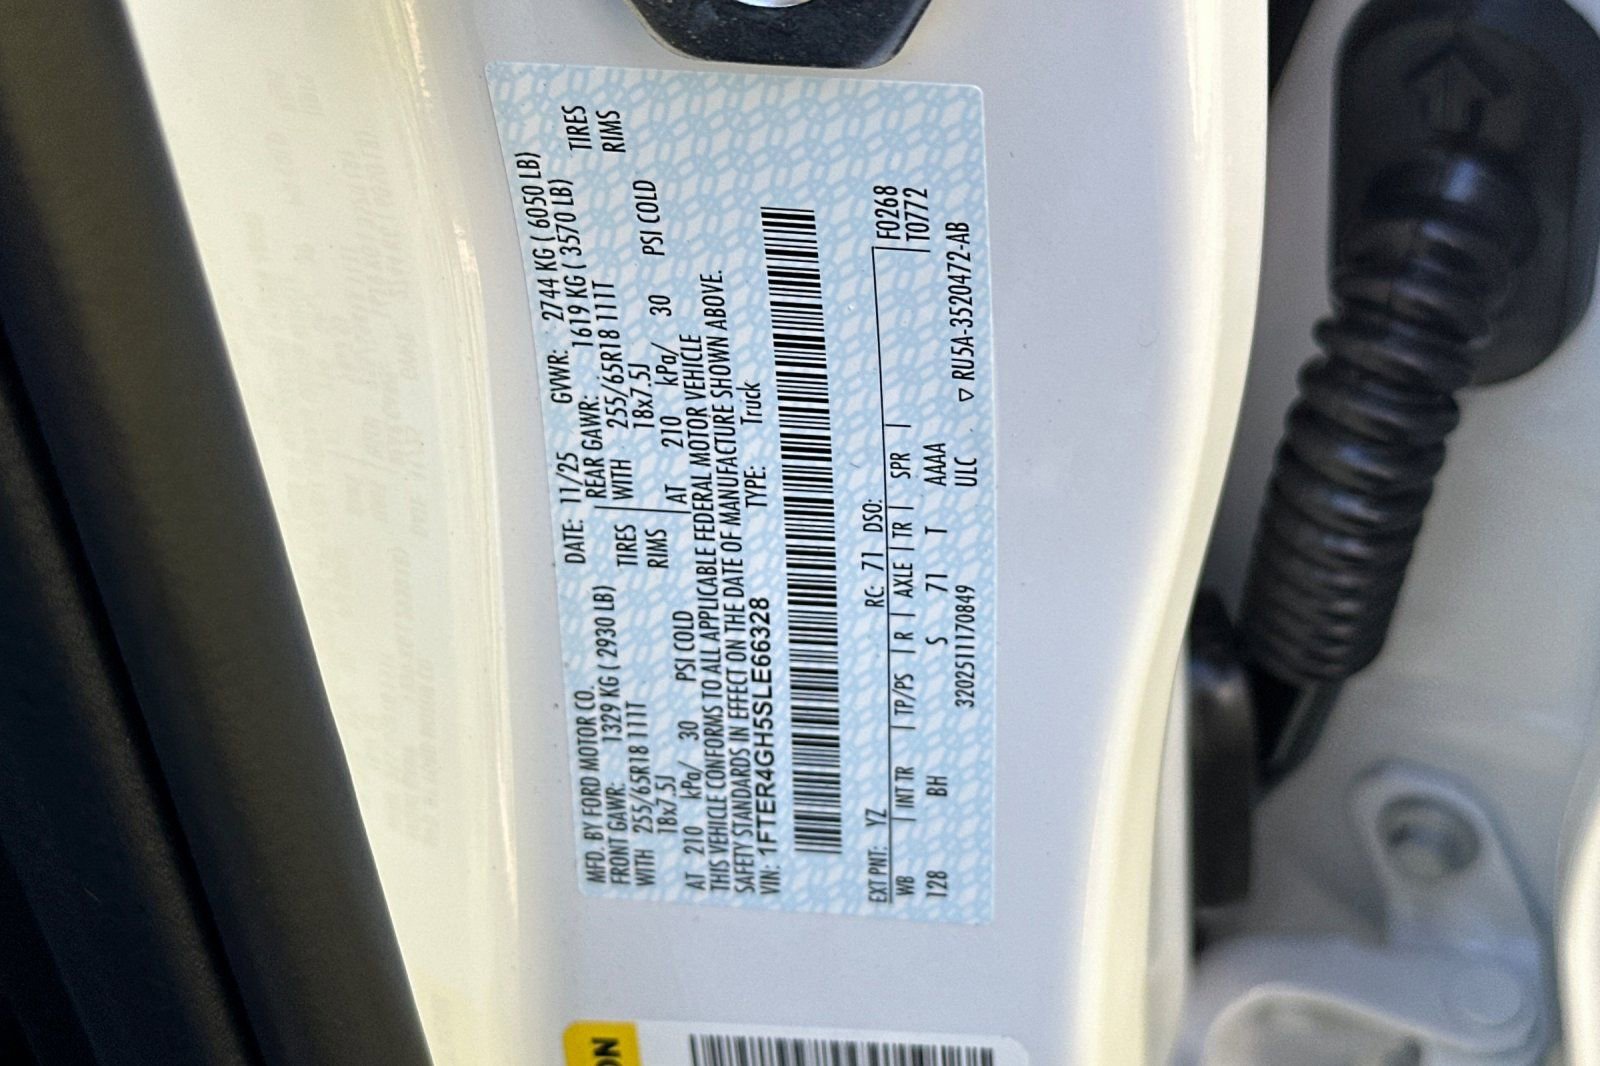 MFD. BY FORD MOTOR CO.
DATE: 11/25 GVWR: 2744 KG ( 6050 LB)
FRONT GAWR: 1329 KG ( 2930 LB) REAR GAWR: 1619 KG ( 3570 LB)
WITH 255/65R18 111T TIRES WITH 255/65R18 111T TIRES
18x7.5J RIMS 18x7.5J RIMS
AT 210 kPa/ 30 PSI COLD AT 210 kPa/ 30 PSI COLD
THIS VEHICLE CONFORMS TO ALL APPLICABLE FEDERAL MOTOR VEHICLE
SAFETY STANDARDS IN EFFECT ON THE DATE OF MANUFACTURE SHOWN ABOVE.
VIN: 1FTER4GH5SLE66328 TYPE: Truck
EXT PNT: YZ RC: 71 DSO: F0268
WB | INT TR | TP/PS | R | AXLE | TR | SPR | T0772
128 BH S 71 T AAAA
320251117 0849 ULC ▽ RU5A-3520472-AB
ON